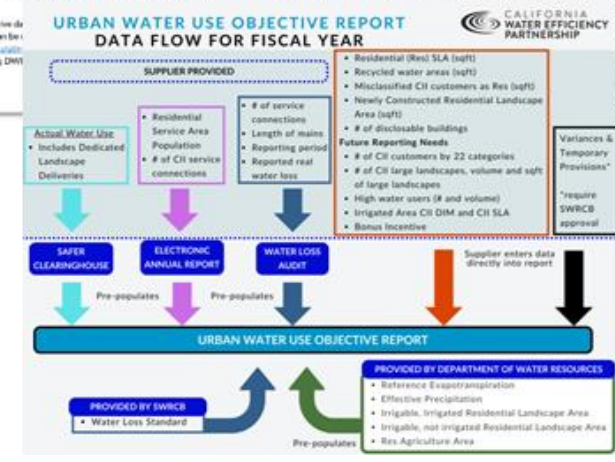 URBAN WATER USE OBJECTIVE REPORT
DATA FLOW FOR FISCAL YEAR
CALIFORNIA
WATER EFFICIENCY
PARTNERSHIP
SUPPLIER PROVIDED
Actual Water Use
• Includes Dedicated
Landscape
Deliveries
• Residential
Service Area
Population
• # of CII service
connections
• # of service
connections
• Length of mains
• Reporting period
• Reported real
water loss
• Residential (Res) SLA (sqft)
• Recycled water areas (sqft)
• Misclassified CII customers as Res (sqft)
• Newly Constructed Residential Landscape
Area (sqft)
• # of disclosable buildings
Future Reporting Needs
• # of CII customers by 22 categories
• # of CII large landscapes, volume and sqft
of large landscapes
• High water users (# and volume)
• Irrigated Area CII DIM and CII SLA
• Bonus Incentive
Variances &
Temporary
Provisions*
*require
SWRCB
approval
SAFER
CLEARINGHOUSE
ELECTRONIC
ANNUAL REPORT
WATER LOSS
AUDIT
Supplier enters data
directly into report
Pre-populates
Pre-populates
URBAN WATER USE OBJECTIVE REPORT
PROVIDED BY SWRCB
• Water Loss Standard
PROVIDED BY DEPARTMENT OF WATER RESOURCES
• Reference Evapotranspiration
• Effective Precipitation
• Irrigable, Irrigated Residential Landscape Area
• Irrigable, not irrigated Residential Landscape Area
• Res Agriculture Area
Pre-populates